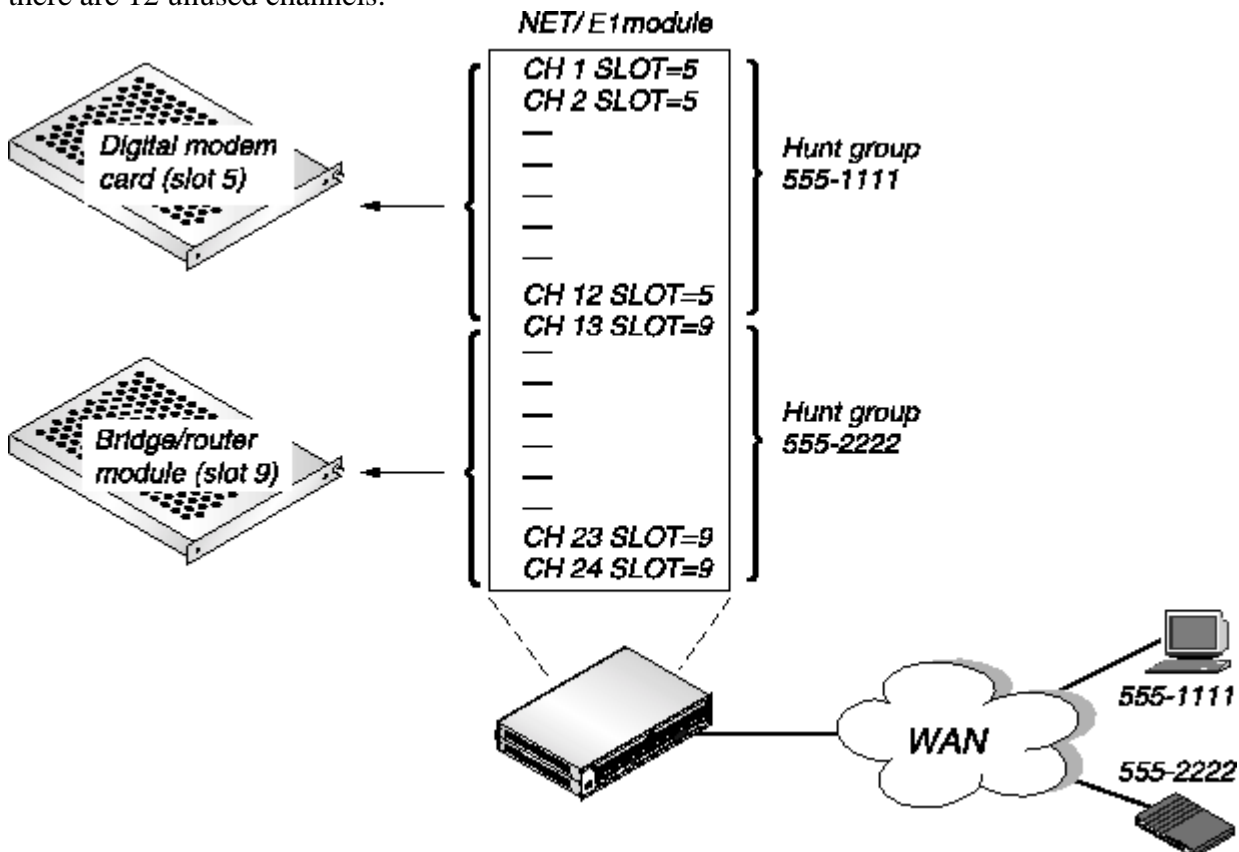 there are 12 unused channels.
NET/E1 module
CH 1 SLOT=5
CH 2 SLOT=5
Digital modem
card (slot 5)
Hunt group
555-1111
CH 12 SLOT=5
CH 13 SLOT=9
Bridge/router
module (slot 9)
Hunt group
555-2222
CH 23 SLOT=9
CH 24 SLOT=9
WAN
555-1111
555-2222